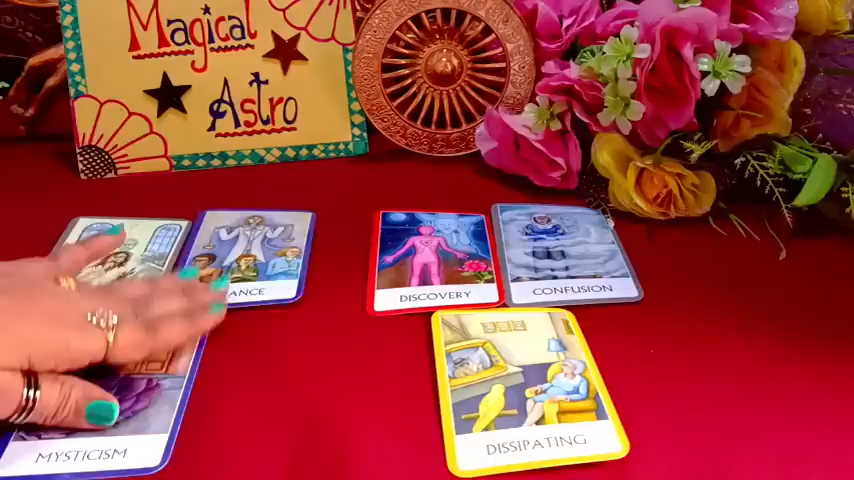 Magical
Astro
ANCE
DISCOVERY
CONFUSION
MYSTICISM
DISSIPATING